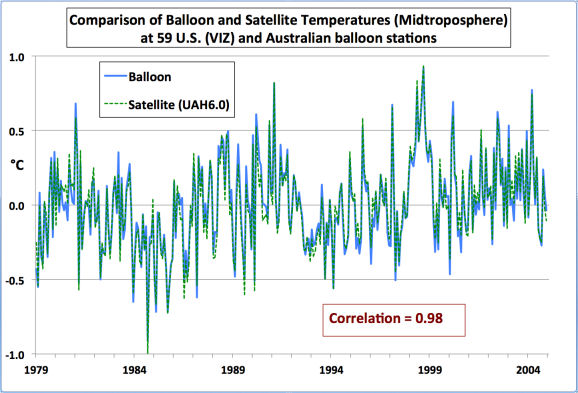 Comparison of Balloon and Satellite Temperatures (Midtroposphere)
at 59 U.S. (VIZ) and Australian balloon stations
1.0
Balloon
Satellite (UAH6.0)
0.5
°C
0.0
-0.5
Correlation = 0.98
-1.0
1979 1984 1989 1994 1999 2004